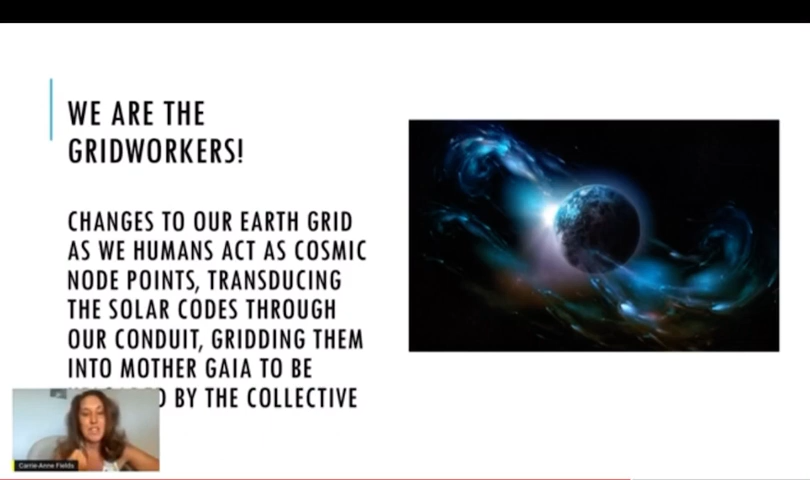 WE ARE THE
GRIDWORKERS!
CHANGES TO OUR EARTH GRID
AS WE HUMANS ACT AS COSMIC
NODE POINTS, TRANSDUCING
THE SOLAR CODES THROUGH
OUR CONDUIT, GRIDDING THEM
INTO MOTHER GAIA TO BE
BY THE COLLECTIVE
Carrie-Anne Fields